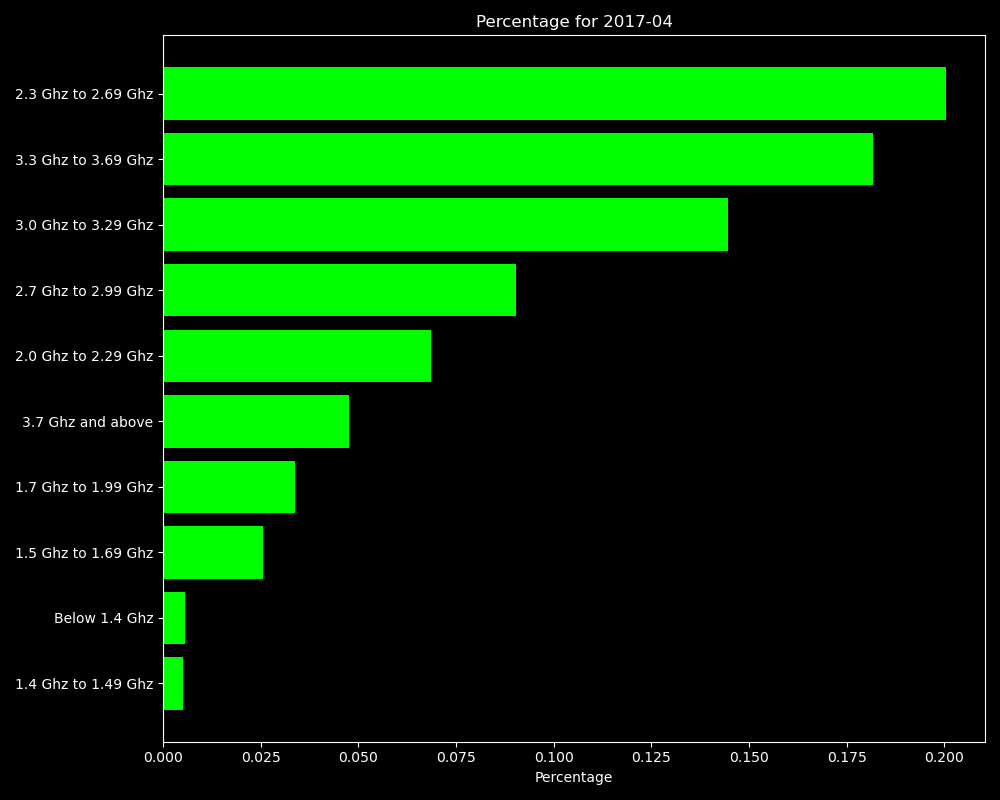 Percentage for 2017-04
2.3 Ghz to 2.69 Ghz
3.3 Ghz to 3.69 Ghz
3.0 Ghz to 3.29 Ghz
2.7 Ghz to 2.99 Ghz
2.0 Ghz to 2.29 Ghz
3.7 Ghz and above
1.7 Ghz to 1.99 Ghz
1.5 Ghz to 1.69 Ghz
Below 1.4 Ghz
1.4 Ghz to 1.49 Ghz
0.000 0.025 0.050 0.075 0.100 0.125 0.150 0.175 0.200
Percentage